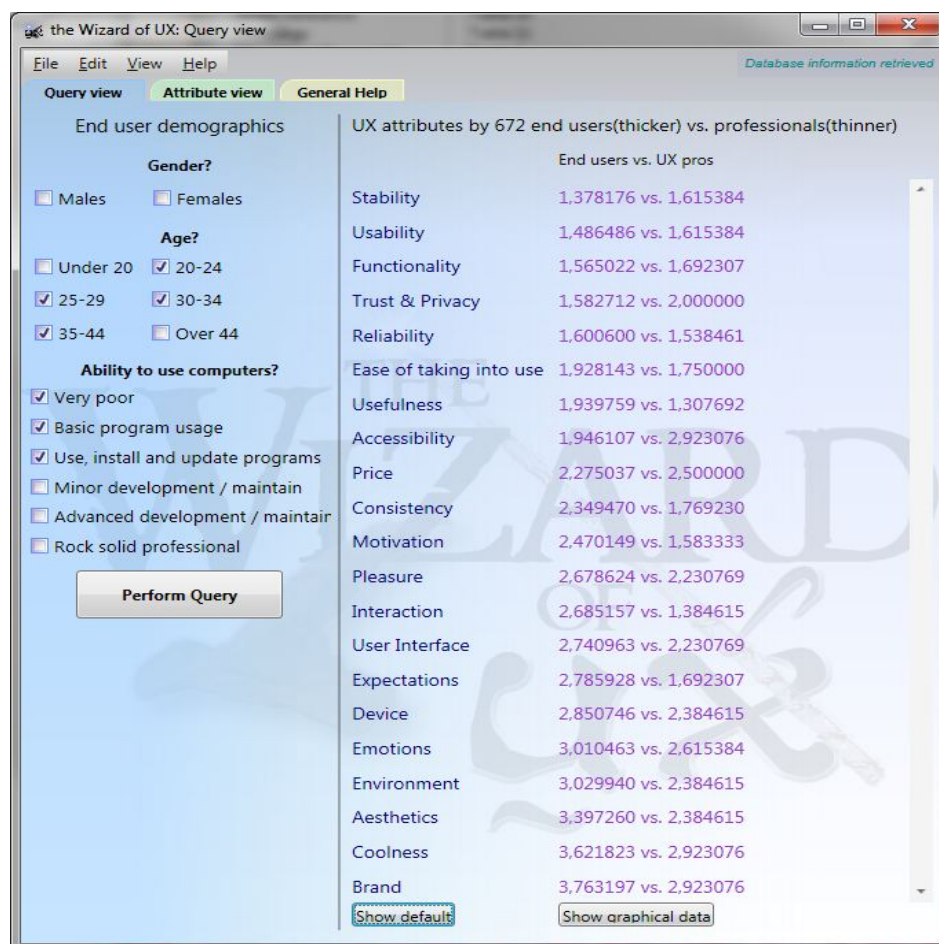 the Wizard of UX: Query view
File Edit View Help
Database information retrieved
Query view Attribute view General Help
End user demographics
Gender?
Males Females
Age?
Under 20 20-24
25-29 30-34
35-44 Over 44
Ability to use computers?
Very poor
Basic program usage
Use, install and update programs
Minor development / maintain
Advanced development / maintain
Rock solid professional
Perform Query
UX attributes by 672 end users(thicker) vs. professionals(thinner)
End users vs. UX pros
Stability 1,378176 vs. 1,615384
Usability 1,486486 vs. 1,615384
Functionality 1,565022 vs. 1,692307
Trust & Privacy 1,582712 vs. 2,000000
Reliability 1,600600 vs. 1,538461
Ease of taking into use 1,928143 vs. 1,750000
Usefulness 1,939759 vs. 1,307692
Accessibility 1,946107 vs. 2,923076
Price 2,275037 vs. 2,500000
Consistency 2,349470 vs. 1,769230
Motivation 2,470149 vs. 1,583333
Pleasure 2,678624 vs. 2,230769
Interaction 2,685157 vs. 1,384615
User Interface 2,740963 vs. 2,230769
Expectations 2,785928 vs. 1,692307
Device 2,850746 vs. 2,384615
Emotions 3,010463 vs. 2,615384
Environment 3,029940 vs. 2,384615
Aesthetics 3,397260 vs. 2,384615
Coolness 3,621823 vs. 2,923076
Brand 3,763197 vs. 2,923076
Show default Show graphical data
THE
WIZARD
OF
UX